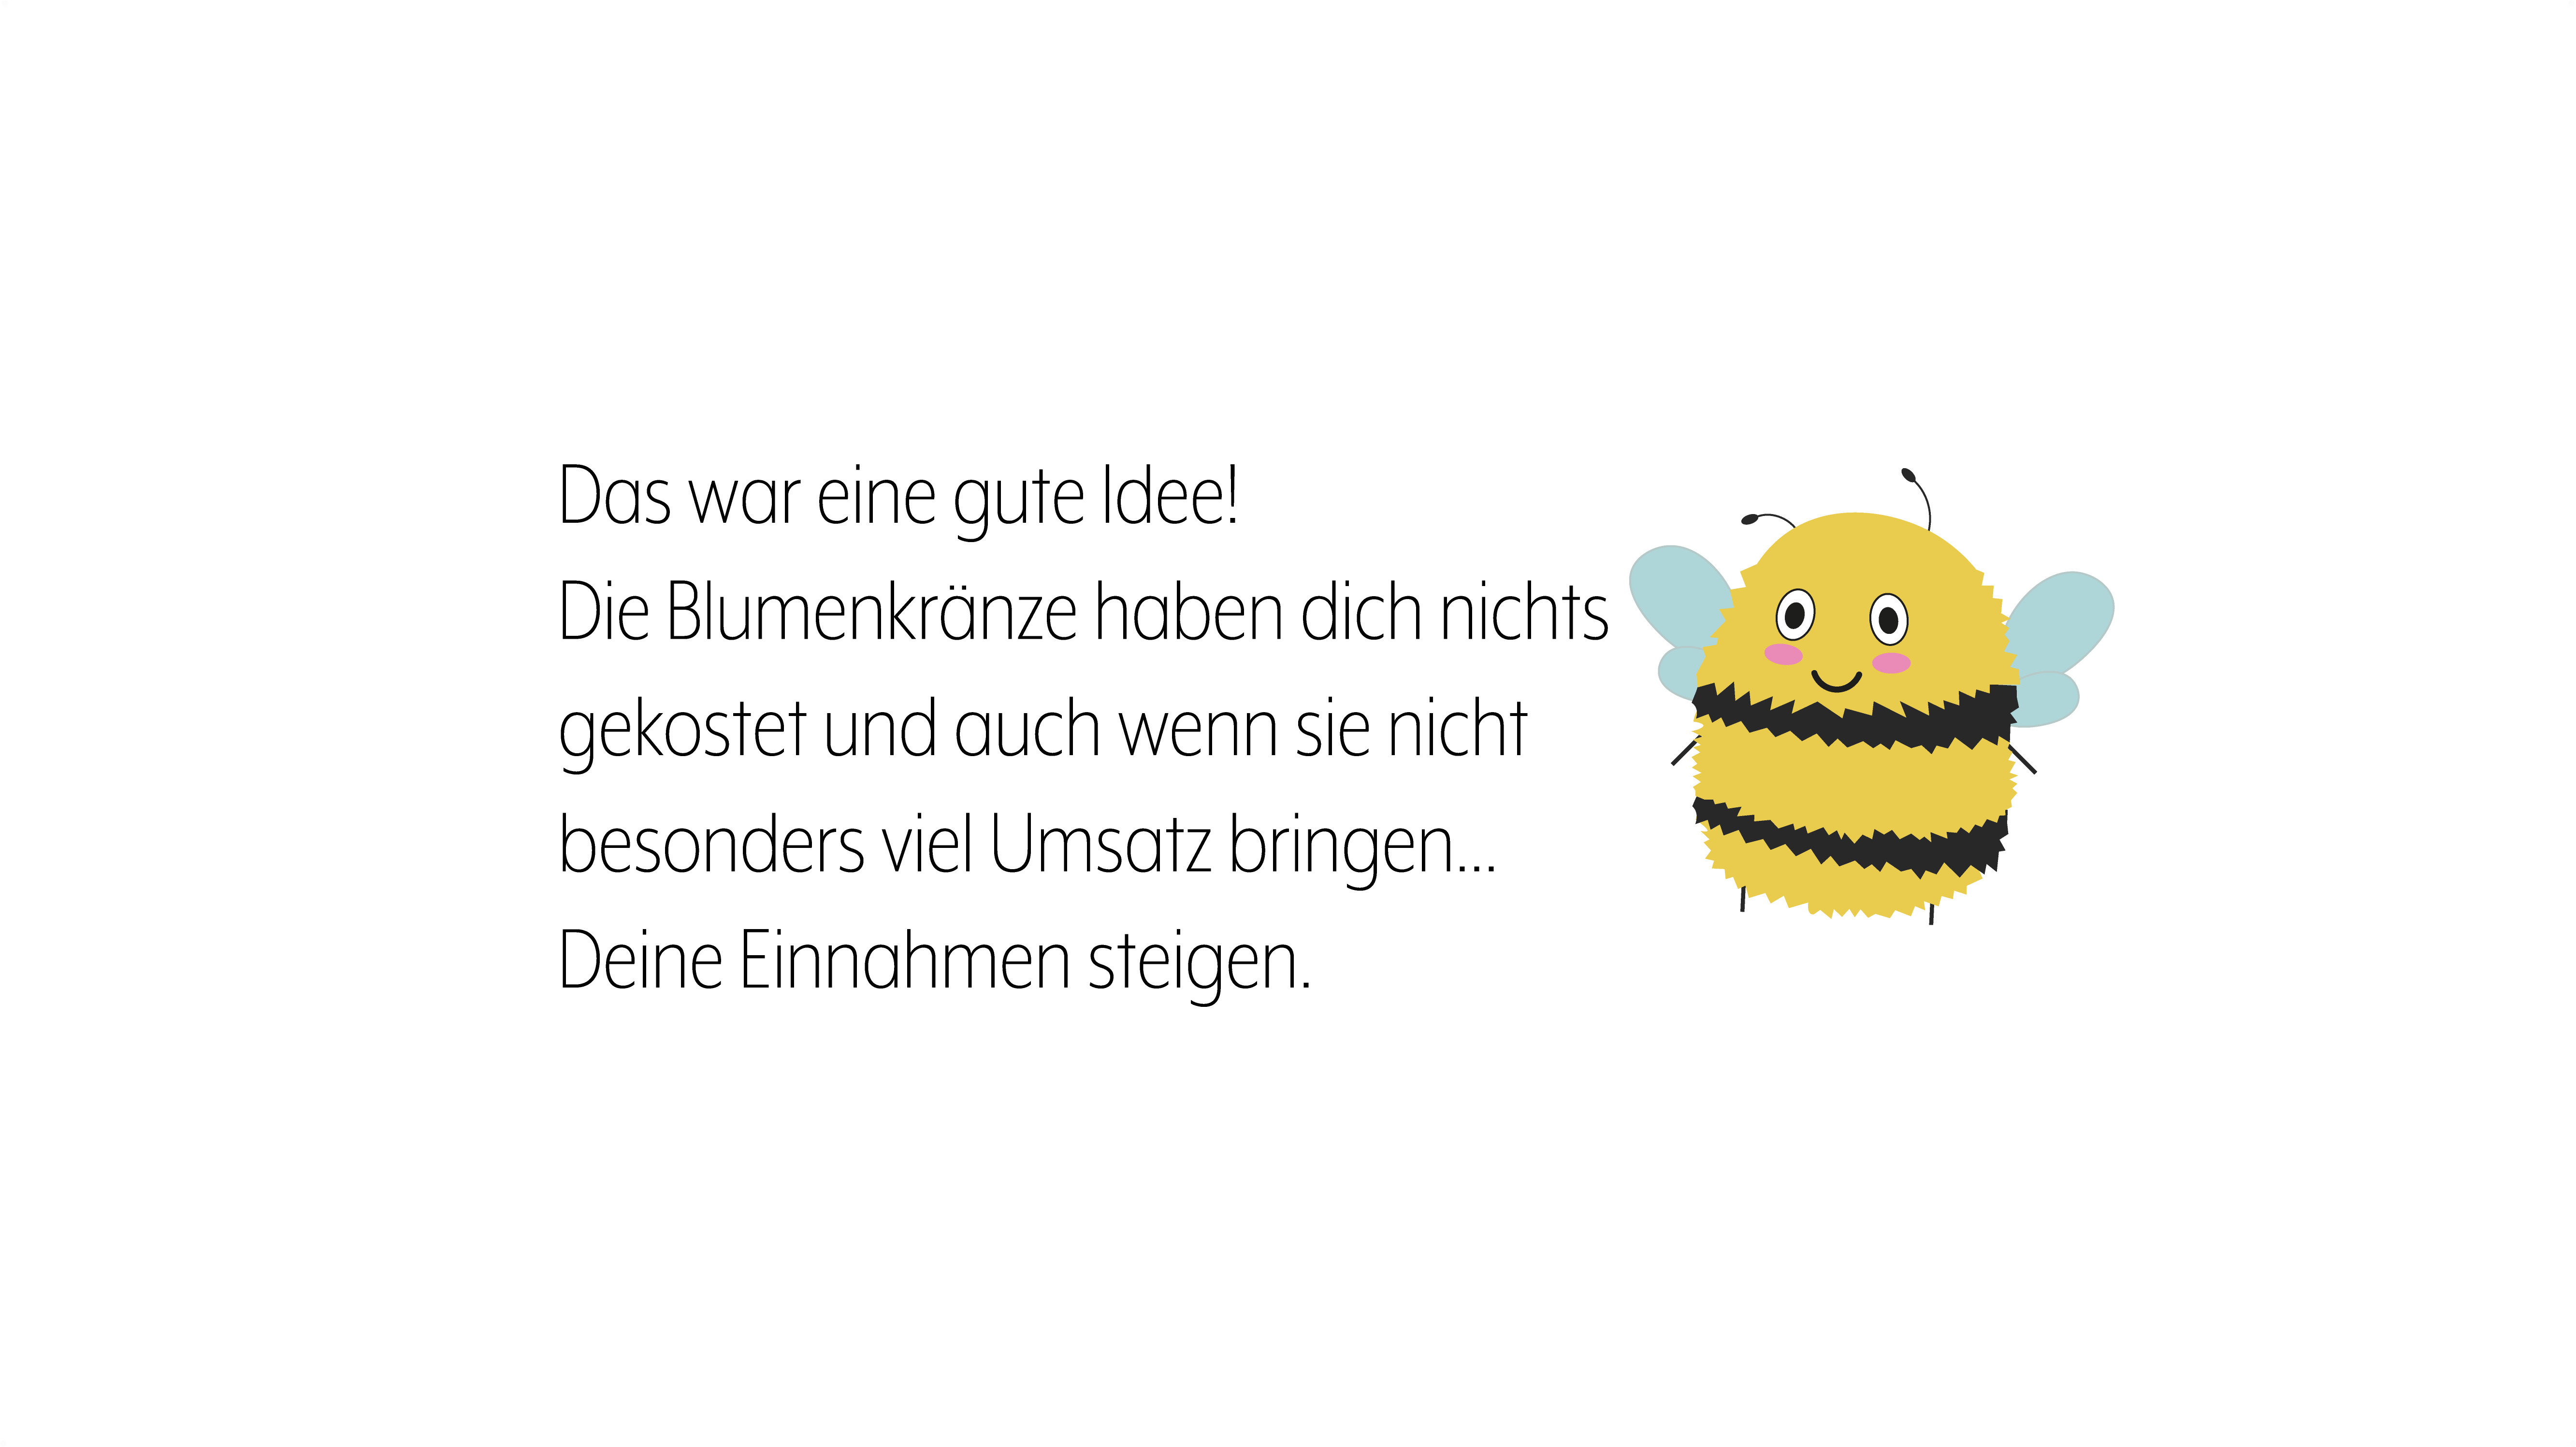 Das war eine gute Idee!
Die Blumenkränze haben dich nichts
gekostet und auch wenn sie nicht
besonders viel Umsatz bringen...
Deine Einnahmen steigen.